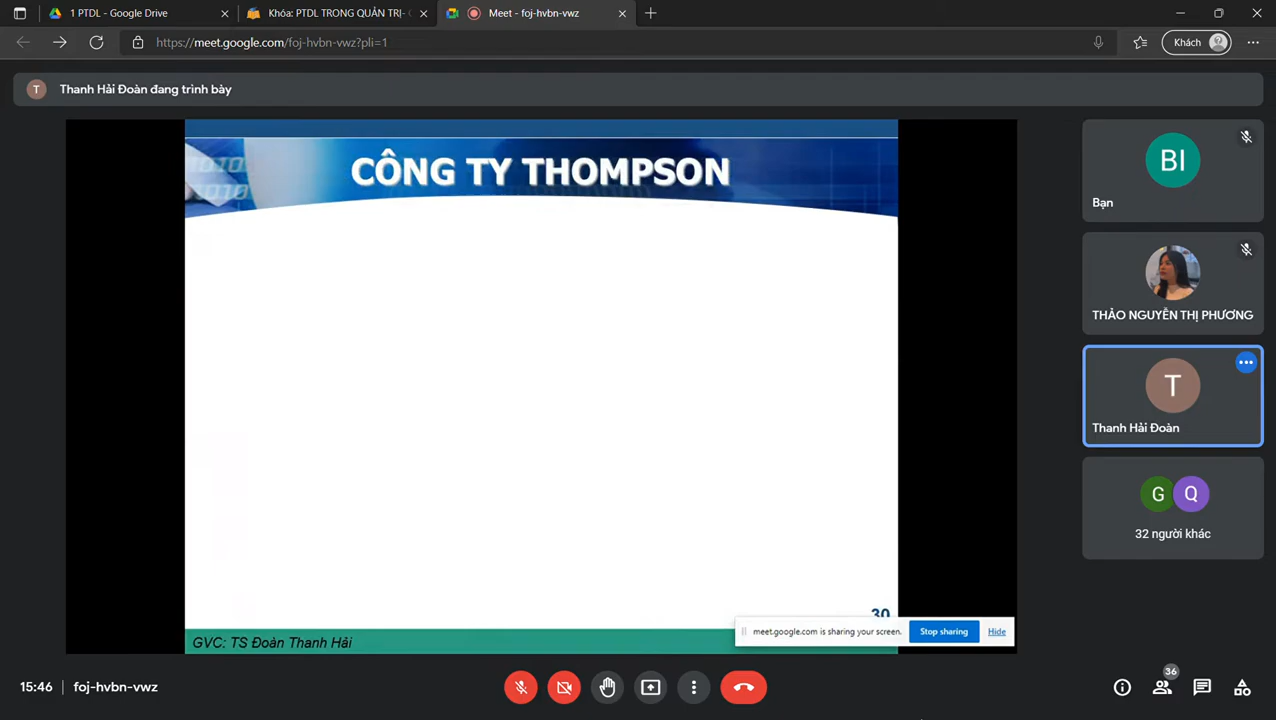 1 PTDL - Google Drive
Khóa: PTDL TRONG QUẢN TRỊ-
Meet - foj-hvbn-vwz
https://meet.google.com/foj-hvbn-vwz?pli=1
Khách
T
Thanh Hải Đoàn đang trình bày
CÔNG TY THOMPSON
30
GVC: TS Đoàn Thanh Hải
meet.google.com is sharing your screen.
Stop sharing
Hide
BI
Bạn
THẢO NGUYỄN THỊ PHƯƠNG
T
Thanh Hải Đoàn
G
Q
32 người khác
15:46
foj-hvbn-vwz
36